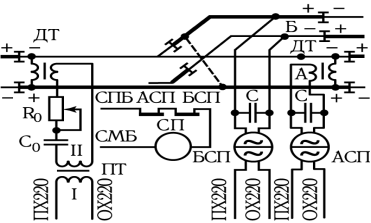 + −
Б
+ −
ДТ
ДТ
+ −
+ −
А
− +
− +
R₀
СПБ АСП БСП
С
С
C₀
СП
II
СМБ
БСП
АСП
ПТ
I
ПХ220
ОХ220
ПХ220
ОХ220
ПХ220
ОХ220